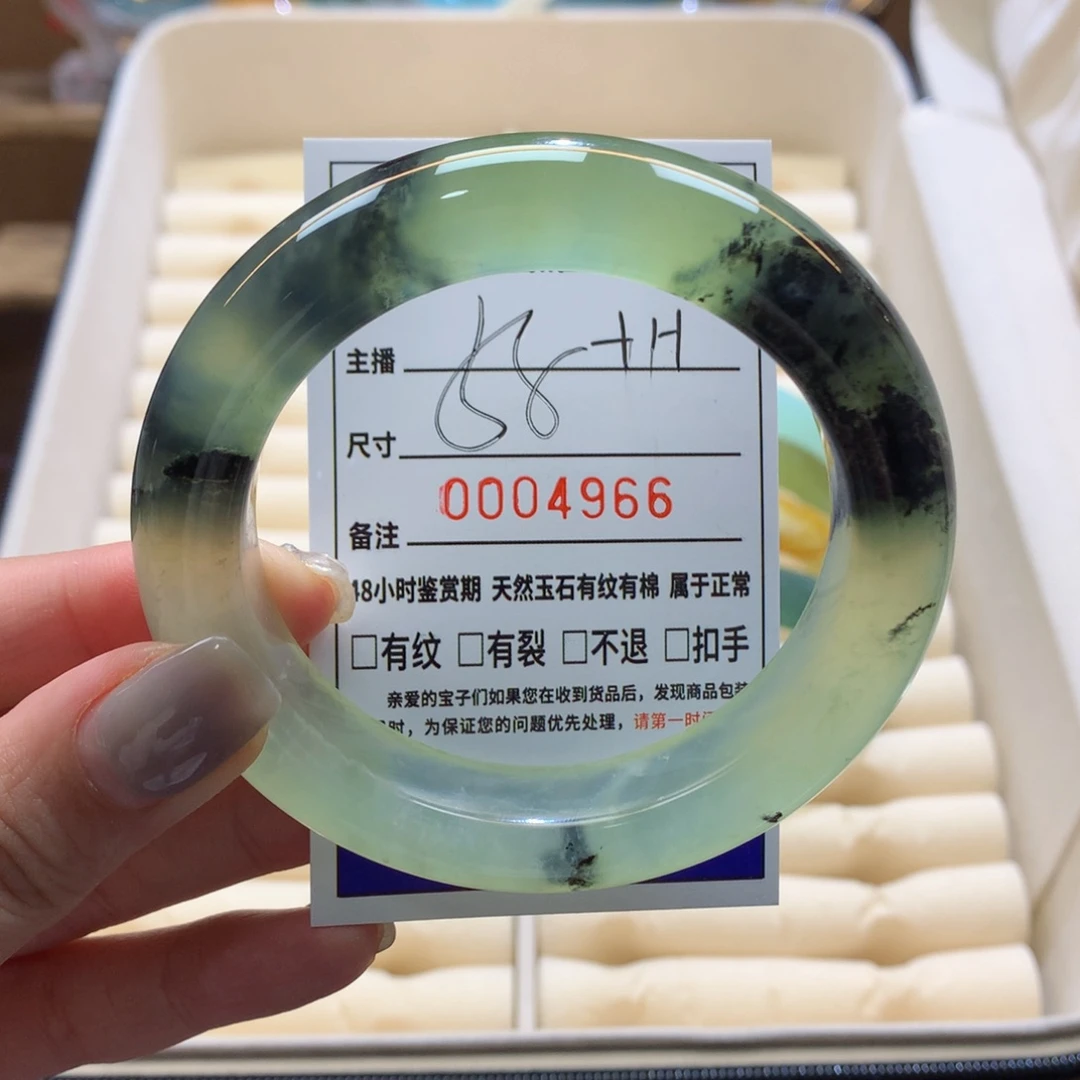 主播 58 + H
尺寸
0004966
备注
48小时鉴赏期 天然玉石有纹有棉 属于正常
□有纹 □有裂 □不退 □扣手
亲爱的宝子们如果您在收到货品后，发现商品包装
时，为保证您的问题优先处理，请第一时